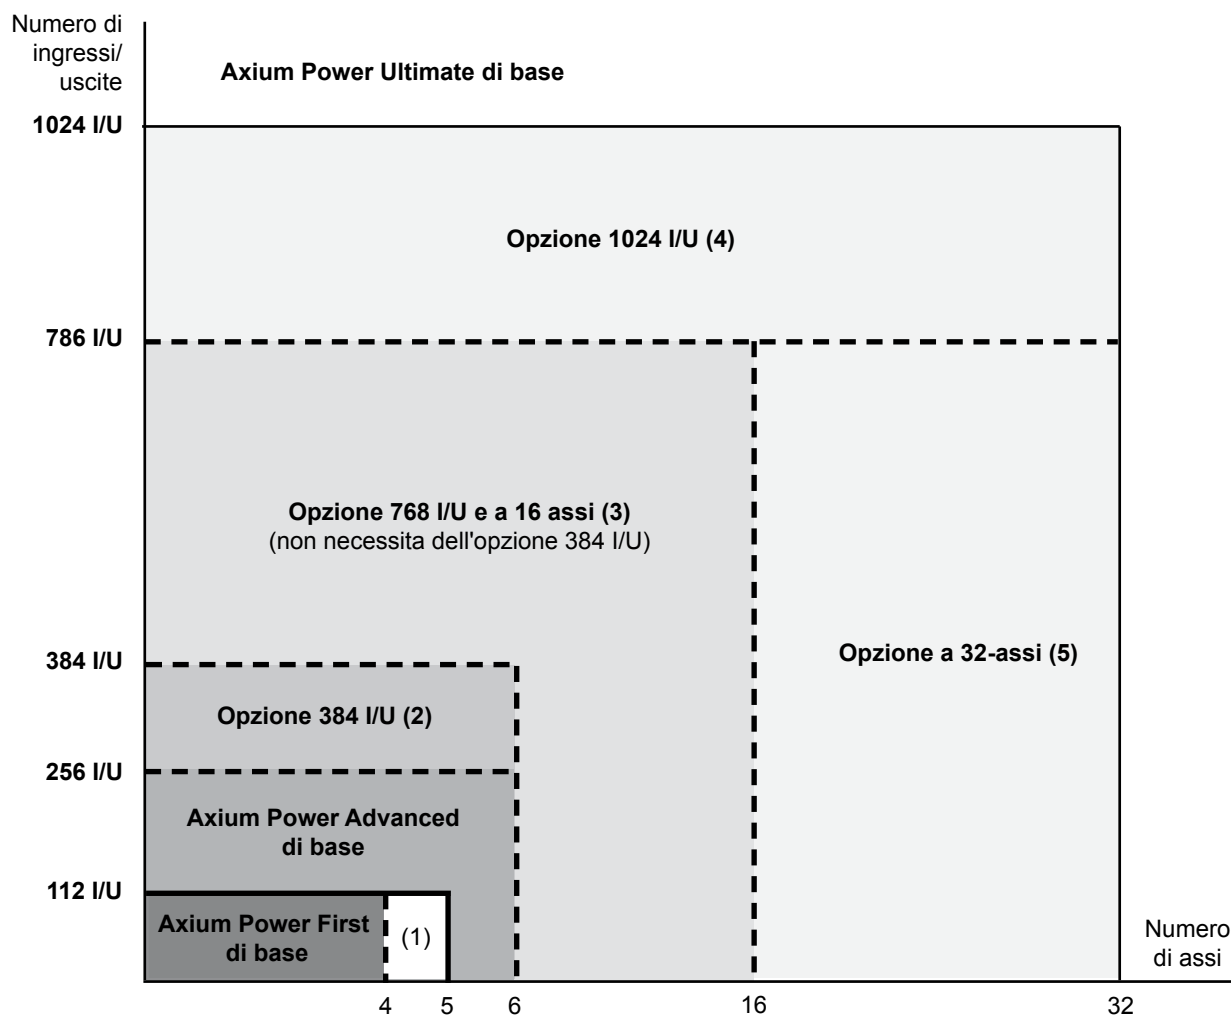 Numero di
ingressi/
uscite
Axium Power Ultimate di base
1024 I/U
Opzione 1024 I/U (4)
786 I/U
Opzione 768 I/U e a 16 assi (3)
(non necessita dell'opzione 384 I/U)
Opzione a 32-assi (5)
384 I/U
Opzione 384 I/U (2)
256 I/U
Axium Power Advanced
di base
112 I/U
Axium Power First
di base
(1)
Numero
di assi
4
5
6
16
32